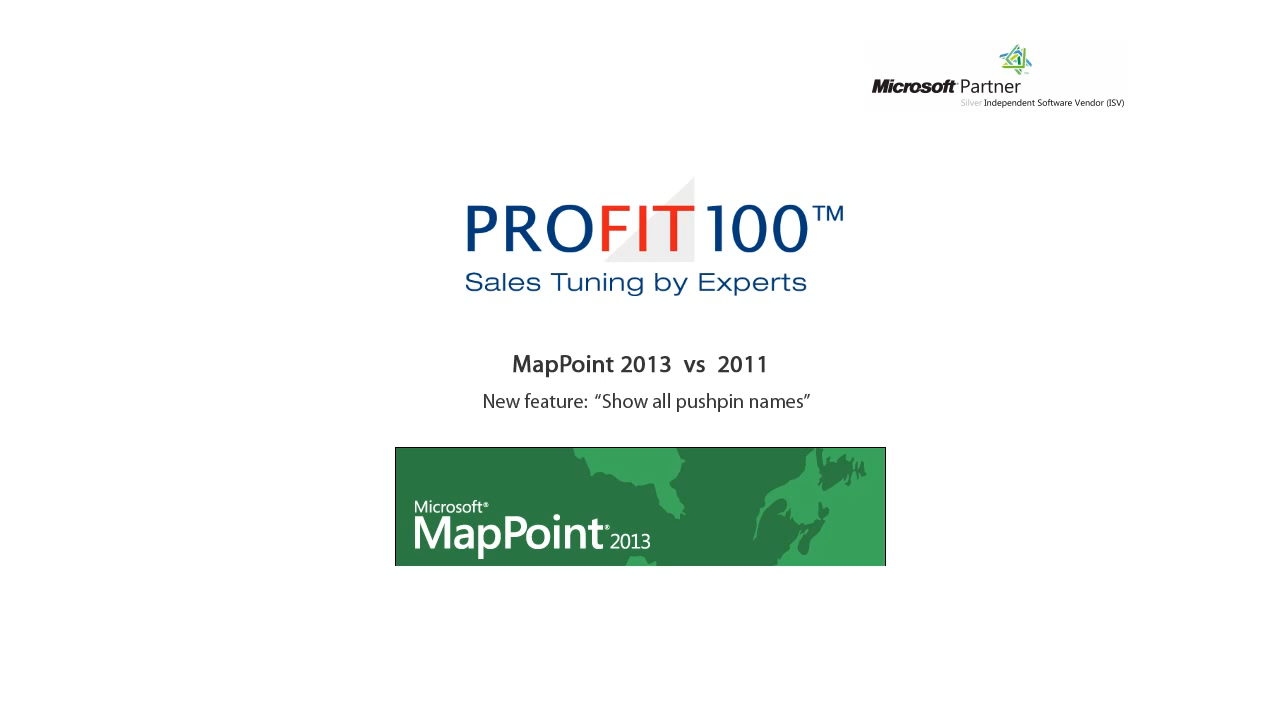 Microsoft® Partner
Silver Independent Software Vendor (ISV)
PROFIT 100™
Sales Tuning by Experts
MapPoint 2013 vs 2011
New feature: “Show all pushpin names”
Microsoft®
MapPoint® 2013